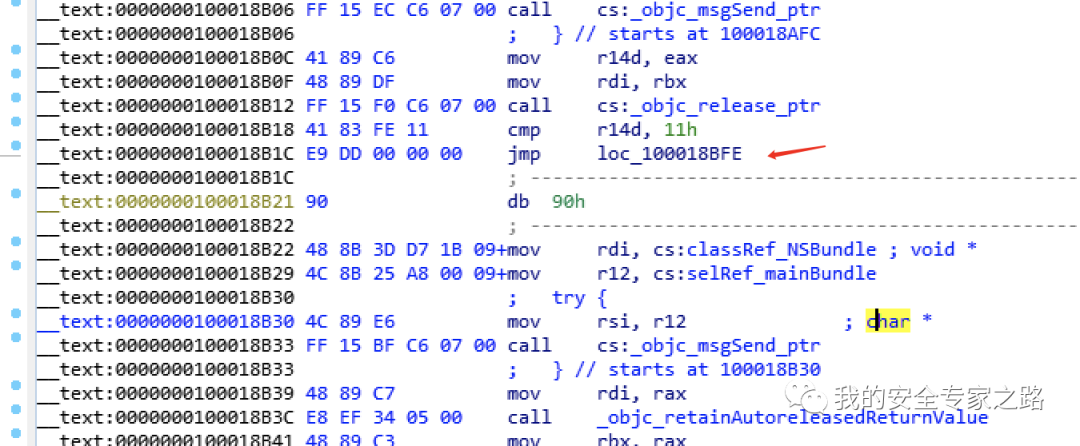 __text:0000000100018B06 FF 15 EC C6 07 00 call cs:_objc_msgSend_ptr
__text:0000000100018B06 ; } // starts at 100018AFC
__text:0000000100018B0C 41 89 C6 mov r14d, eax
__text:0000000100018B0F 48 89 DF mov rdi, rbx
__text:0000000100018B12 FF 15 F0 C6 07 00 call cs:_objc_release_ptr
__text:0000000100018B18 41 83 FE 11 cmp r14d, 11h
__text:0000000100018B1C E9 DD 00 00 00 jmp loc_100018BFE
__text:0000000100018B1C ; ---------------------------------------------
__text:0000000100018B21 90 db 90h
__text:0000000100018B22 ; ---------------------------------------------
__text:0000000100018B22 48 8B 3D D7 1B 09+mov rdi, cs:classRef_NSBundle ; void *
__text:0000000100018B29 4C 8B 25 A8 00 09+mov r12, cs:selRef_mainBundle
__text:0000000100018B30 ; try {
__text:0000000100018B30 4C 89 E6 mov rsi, r12 ; char *
__text:0000000100018B33 FF 15 BF C6 07 00 call cs:_objc_msgSend_ptr
__text:0000000100018B33 ; } // starts at 100018B30
__text:0000000100018B39 48 89 C7 mov rdi, rax
__text:0000000100018B3C E8 EF 34 05 00 call _objc_retainAutoreleasedReturnValue
__text:0000000100018B41 48 89 C3 mov rbx, rax
我的安全专家之路